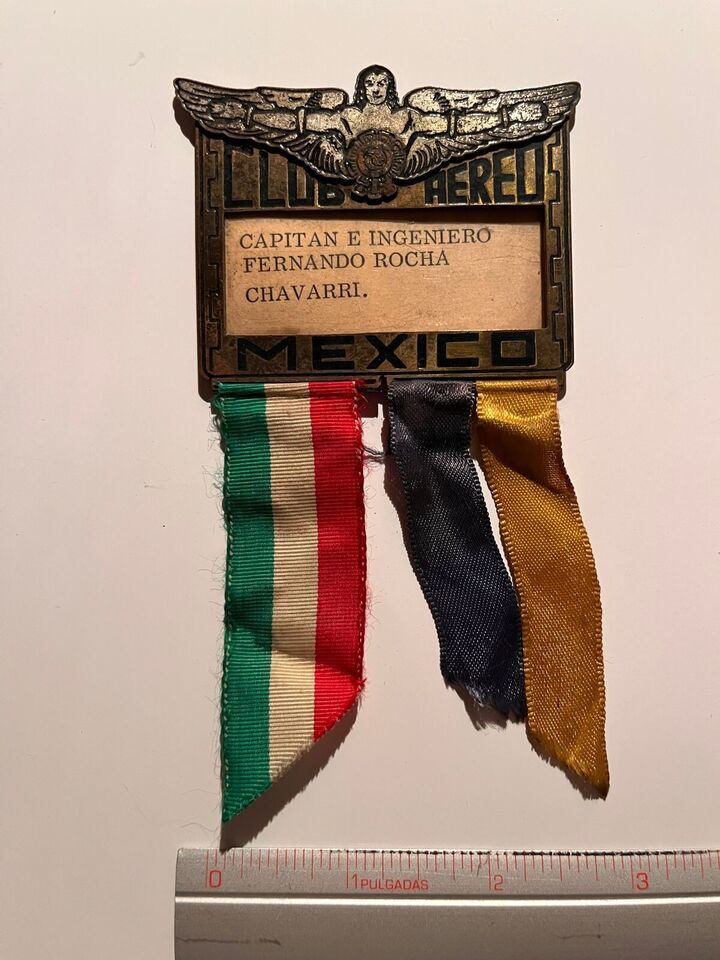 CLUB AEREO
CAPITAN E INGENIERO
FERNANDO ROCHA
CHAVARRI.
MEXICO
0 1 PULGADAS 2 3